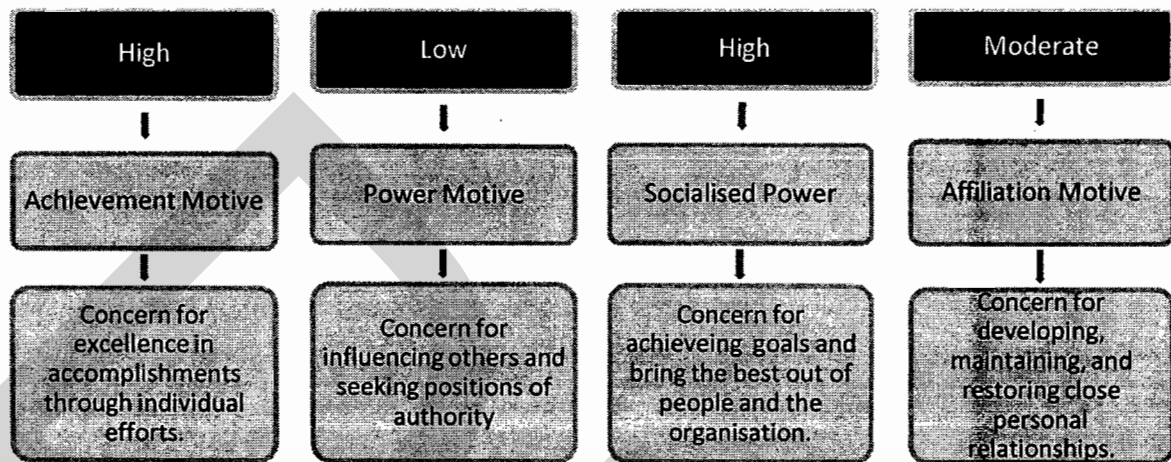 High
Low
High
Moderate
Achievement Motive
Power Motive
Socialised Power
Affiliation Motive
Concern for
excellence in
accomplishments
through individual
efforts.
Concern for
influencing others and
seeking positions of
authority
Concern for
achieveing goals and
bring the best out of
people and the
organisation.
Concern for
developing,
maintaining, and
restoring close
personal
relationships.